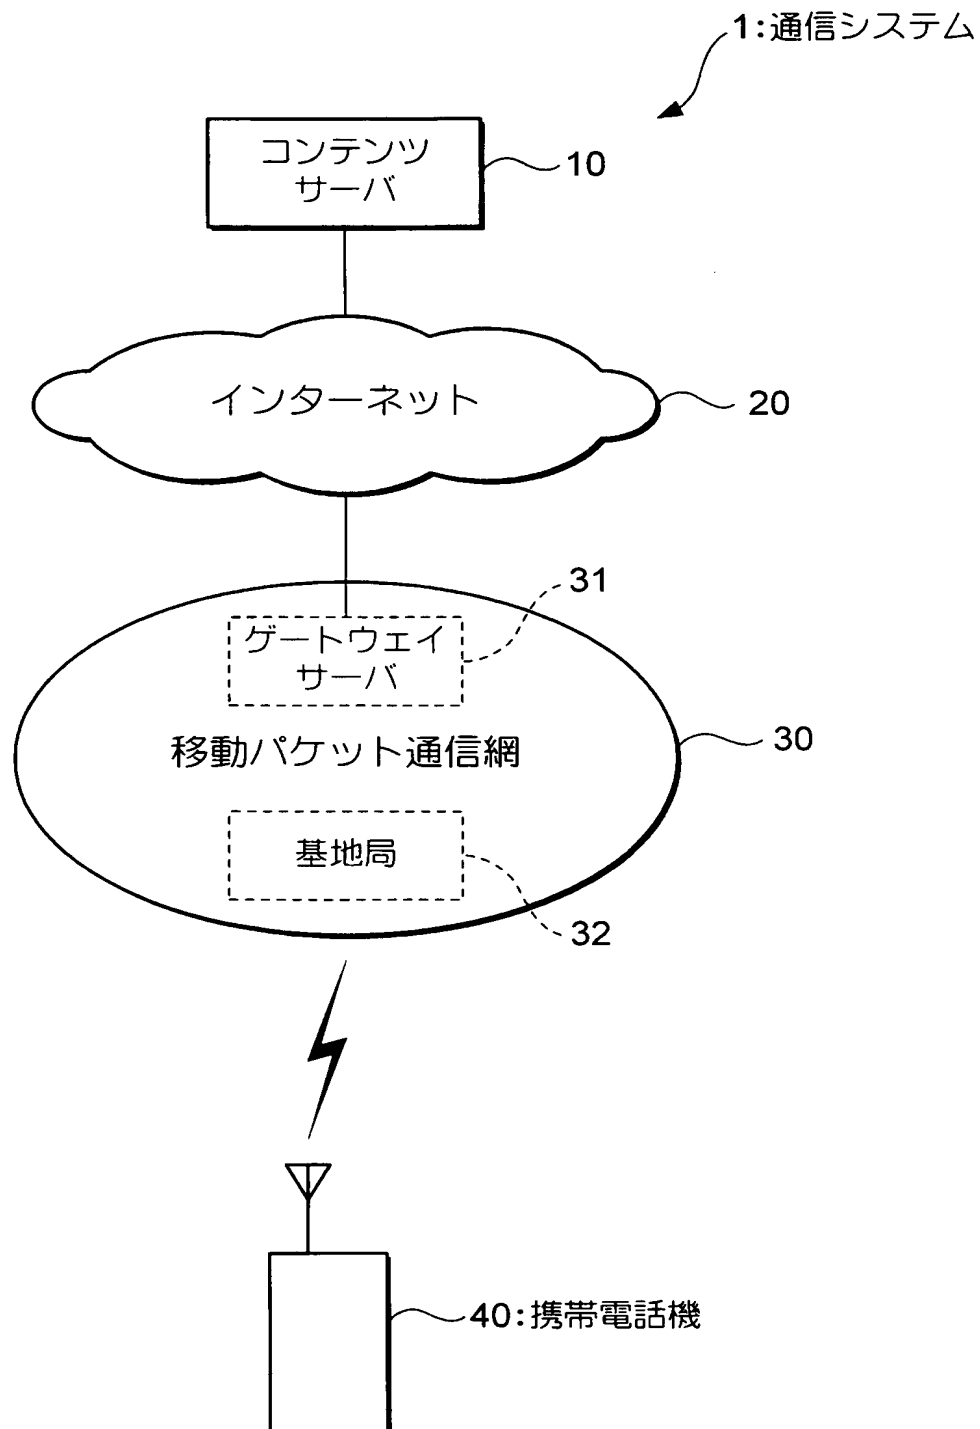 1:通信システム
コンテンツ
サーバ
10
インターネット
20
31
ゲートウェイ
サーバ
移動パケット通信網
30
基地局
32
40:携帯電話機